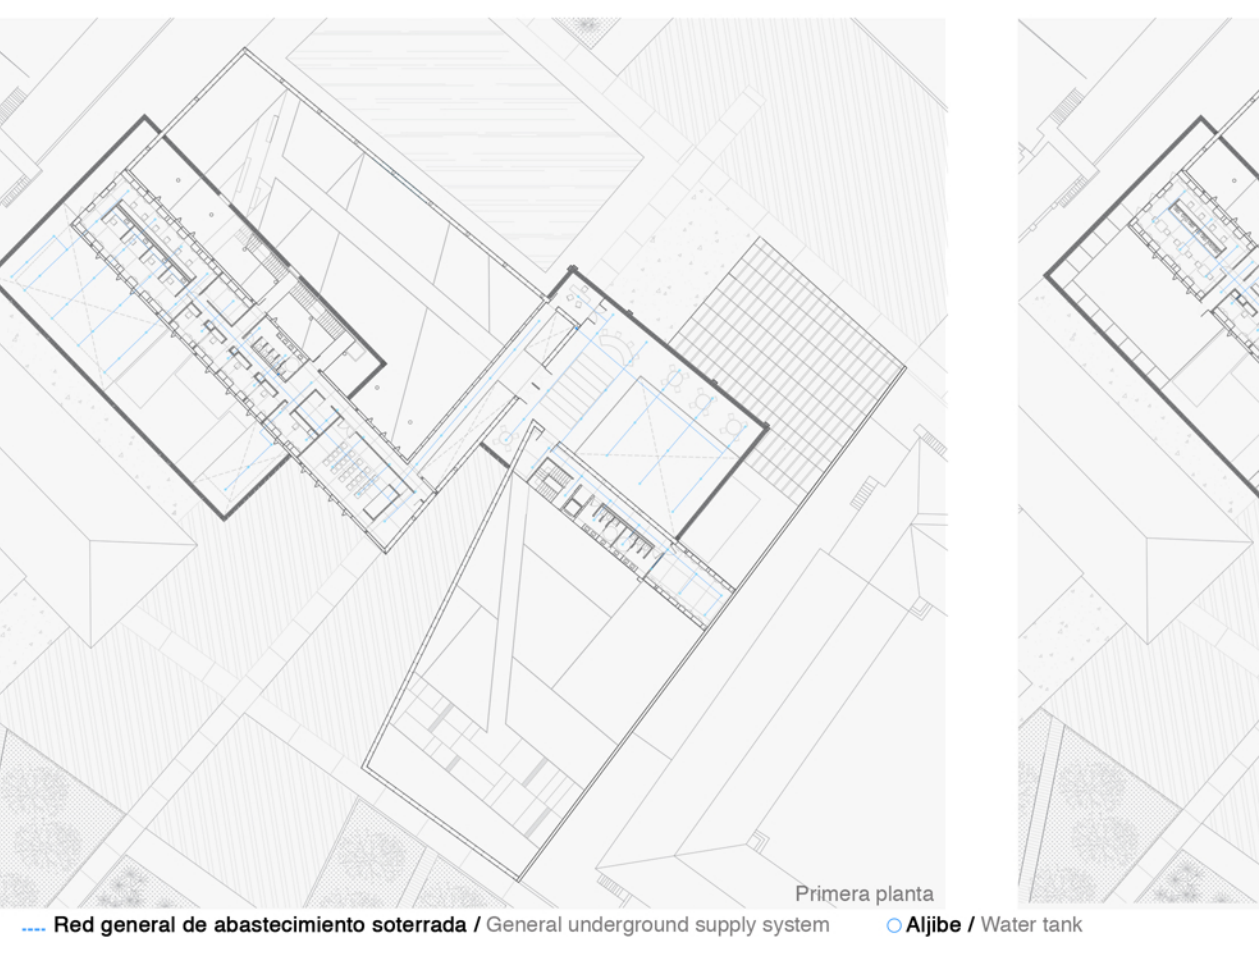 Primera planta
Red general de abastecimiento soterrada / General underground supply system
Aljibe / Water tank